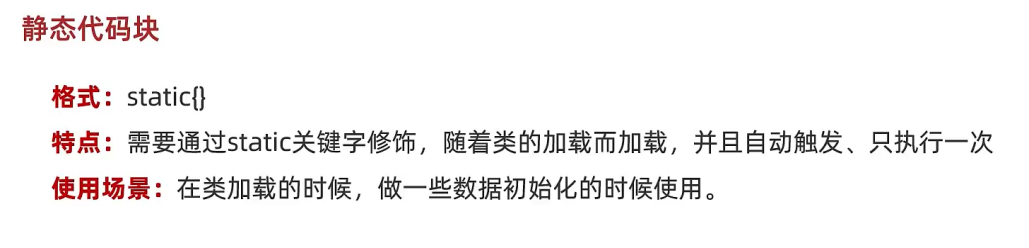 静态代码块
格式：static{}
特点：需要通过static关键字修饰，随着类的加载而加载，并且自动触发、只执行一次
使用场景：在类加载的时候，做一些数据初始化的时候使用。